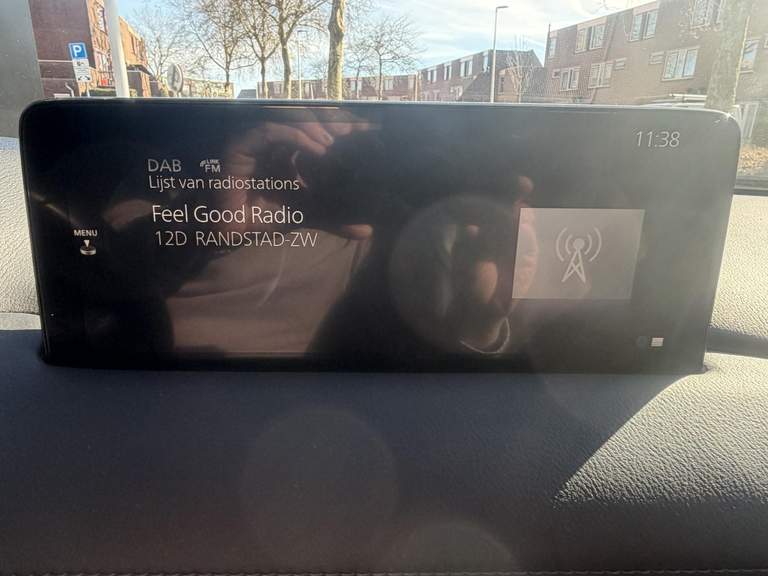 P
11:38
DAB LINK FM
Lijst van radiostations
Feel Good Radio
MENU
12D RANDSTAD-ZW